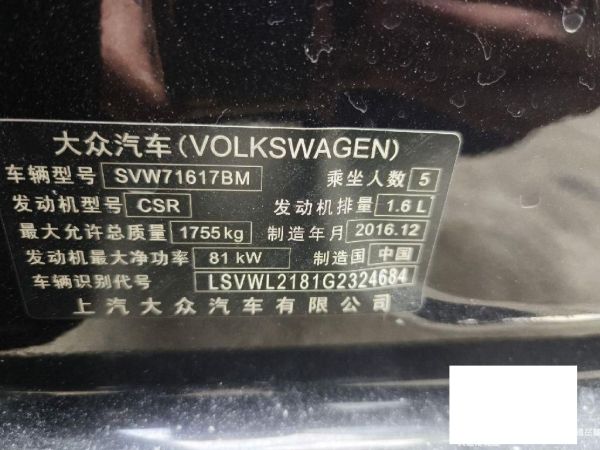 大众汽车(VOLKSWAGEN)
车辆型号 SVW71617BM 乘坐人数 5
发动机型号 CSR 发动机排量 1.6 L
最大允许总质量 1755kg 制造年月 2016.12
发动机最大净功率 81 kW 制造国 中国
车辆识别代号 LSVWL2181G2324684
上汽大众汽车有限公司